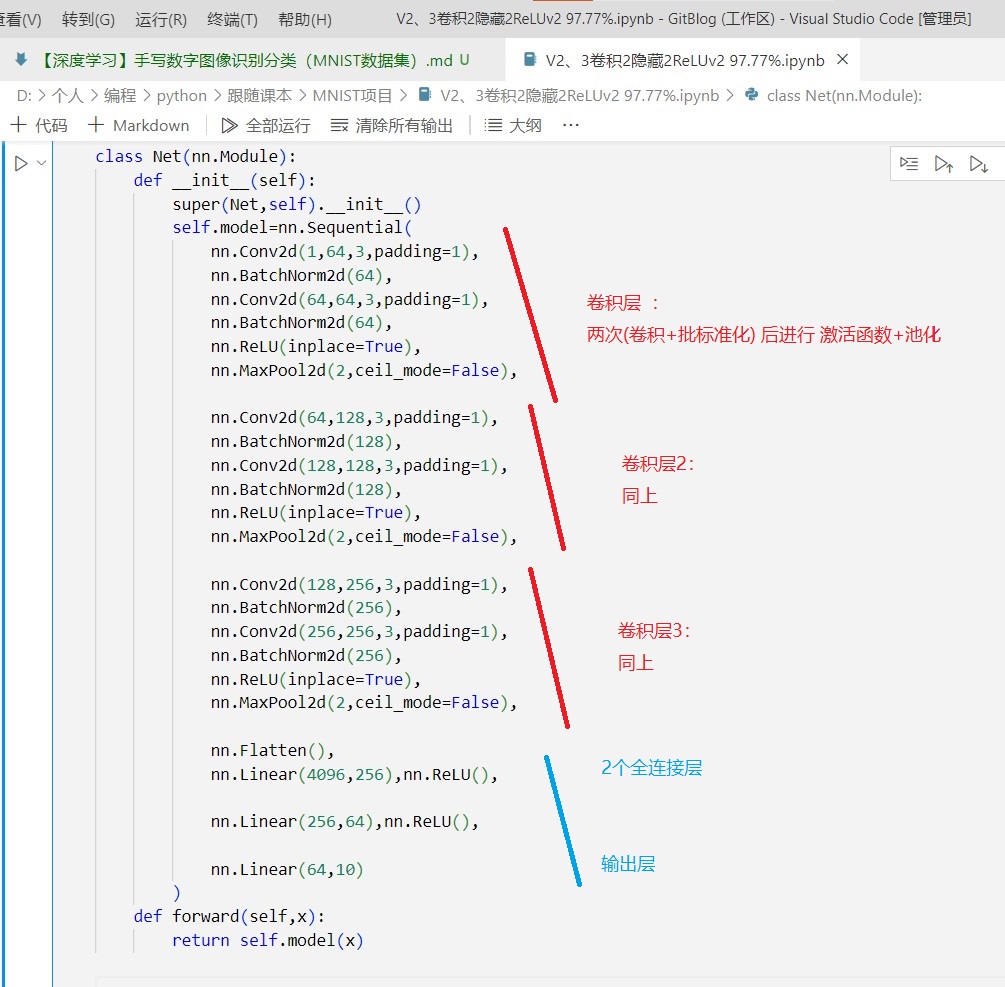 查看(V) 转到(G) 运行(R) 终端(T) 帮助(H) V2、3卷积2隐藏2ReLUv2 97.77%.ipynb - GitBlog (工作区) - Visual Studio Code [管理员]
【深度学习】手写数字图像识别分类（MNIST数据集）.md U V2、3卷积2隐藏2ReLUv2 97.77%.ipynb
D: > 个人 > 编程 > python > 跟随课本 > MNIST项目 > V2、3卷积2隐藏2ReLUv2 97.77%.ipynb > class Net(nn.Module):
代码 Markdown 全部运行 清除所有输出 大纲 ···
class Net(nn.Module):
def __init__(self):
super(Net,self).__init__()
self.model=nn.Sequential(
nn.Conv2d(1,64,3,padding=1),
nn.BatchNorm2d(64),
nn.Conv2d(64,64,3,padding=1),
卷积层 ：
nn.BatchNorm2d(64),
两次(卷积+批标准化) 后进行 激活函数+池化
nn.ReLU(inplace=True),
nn.MaxPool2d(2,ceil_mode=False),
nn.Conv2d(64,128,3,padding=1),
nn.BatchNorm2d(128),
nn.Conv2d(128,128,3,padding=1),
卷积层2：
nn.BatchNorm2d(128),
同上
nn.ReLU(inplace=True),
nn.MaxPool2d(2,ceil_mode=False),
nn.Conv2d(128,256,3,padding=1),
nn.BatchNorm2d(256),
nn.Conv2d(256,256,3,padding=1),
卷积层3：
nn.BatchNorm2d(256),
同上
nn.ReLU(inplace=True),
nn.MaxPool2d(2,ceil_mode=False),
nn.Flatten(),
nn.Linear(4096,256),nn.ReLU(),
2个全连接层
nn.Linear(256,64),nn.ReLU(),
nn.Linear(64,10)
输出层
)
def forward(self,x):
return self.model(x)